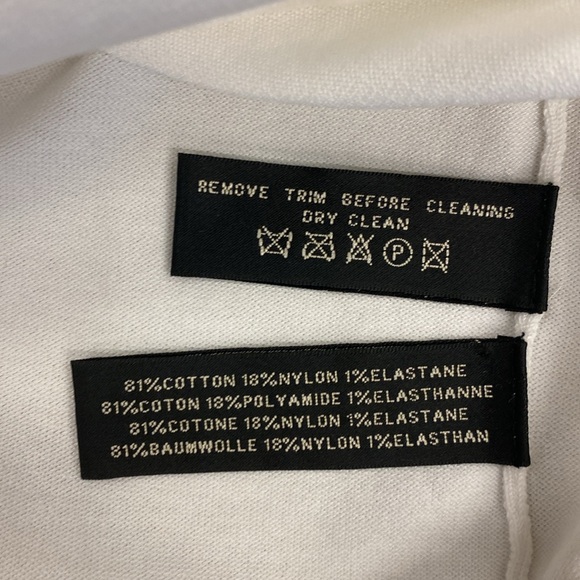 REMOVE TRIM BEFORE CLEANING
DRY CLEAN
P
81%COTTON 18%NYLON 1%ELASTANE
81%COTON 18%POLYAMIDE 1%ELASTHANNE
81%COTONE 18%NYLON 1%ELASTANE
81%BAUMWOLLE 18%NYLON 1%ELASTHAN